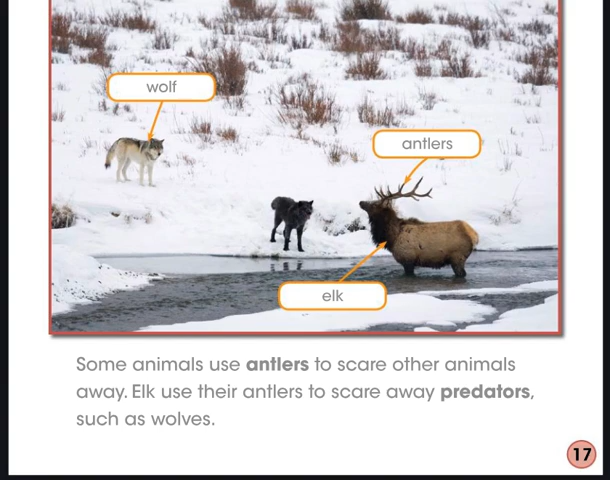 wolf
antlers
elk
Some animals use antlers to scare other animals
away. Elk use their antlers to scare away predators,
such as wolves.
17